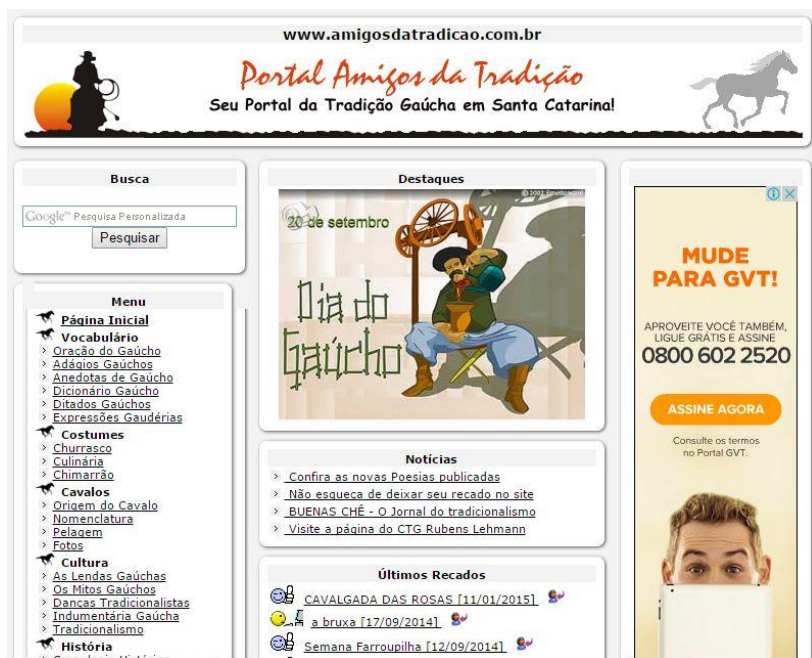 www.amigosdatradicao.com.br
Portal Amigos da Tradição
Seu Portal da Tradição Gaúcha em Santa Catarina!
Busca
Google™ Pesquisa Personalizada
Pesquisar
Menu
Página Inicial
Vocabulário
Oração do Gaúcho
Adágios Gaúchos
Anedotas de Gaúcho
Dicionário Gaúcho
Ditados Gaúchos
Expressões Gaudérias
Costumes
Churrasco
Culinária
Chimarrão
Cavalos
Origem do Cavalo
Nomenclatura
Pelagem
Fotos
Cultura
As Lendas Gaúchas
Os Mitos Gaúchos
Danças Tradicionalistas
Indumentária Gaúcha
Tradicionalismo
História
Destaques
© 2002
20 de setembro
Dia do
Gaúcho
Notícias
Confira as novas Poesias publicadas
Não esqueça de deixar seu recado no site
BUENAS CHÊ - O Jornal do tradicionalismo
Visite a página do CTG Rubens Lehmann
Últimos Recados
CAVALGADA DAS ROSAS [11/01/2015]
a bruxa [17/09/2014]
Semana Farroupilha [12/09/2014]
MUDE
PARA GVT!
APROVEITE VOCÊ TAMBÉM,
LIGUE GRÁTIS E ASSINE
0800 602 2520
ASSINE AGORA
Consulte os termos
no Portal GVT.